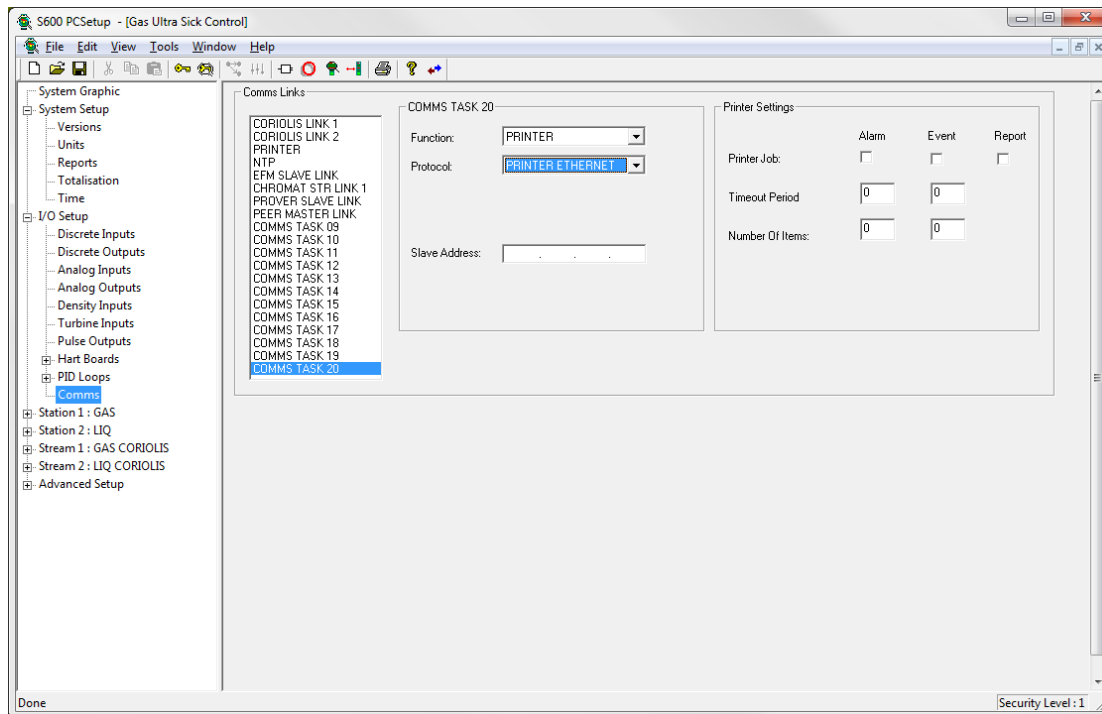 S600 PCSetup - [Gas Ultra Sick Control]
File Edit View Tools Window Help
System Graphic
System Setup
Versions
Units
Reports
Totalisation
Time
I/O Setup
Discrete Inputs
Discrete Outputs
Analog Inputs
Analog Outputs
Density Inputs
Turbine Inputs
Pulse Outputs
Hart Boards
PID Loops
Comms
Station 1 : GAS
Station 2 : LIQ
Stream 1 : GAS CORIOLIS
Stream 2 : LIQ CORIOLIS
Advanced Setup
Comms Links
CORIOLIS LINK 1
CORIOLIS LINK 2
PRINTER
NTP
EFM SLAVE LINK
CHROMAT STR LINK 1
PROVER SLAVE LINK
PEER MASTER LINK
COMMS TASK 09
COMMS TASK 10
COMMS TASK 11
COMMS TASK 12
COMMS TASK 13
COMMS TASK 14
COMMS TASK 15
COMMS TASK 16
COMMS TASK 17
COMMS TASK 18
COMMS TASK 19
COMMS TASK 20
COMMS TASK 20
Function: PRINTER
Protocol: PRINTER ETHERNET
Slave Address: . . .
Printer Settings
Alarm Event Report
Printer Job:
Timeout Period 0 0
Number Of Items: 0 0
Done
Security Level : 1